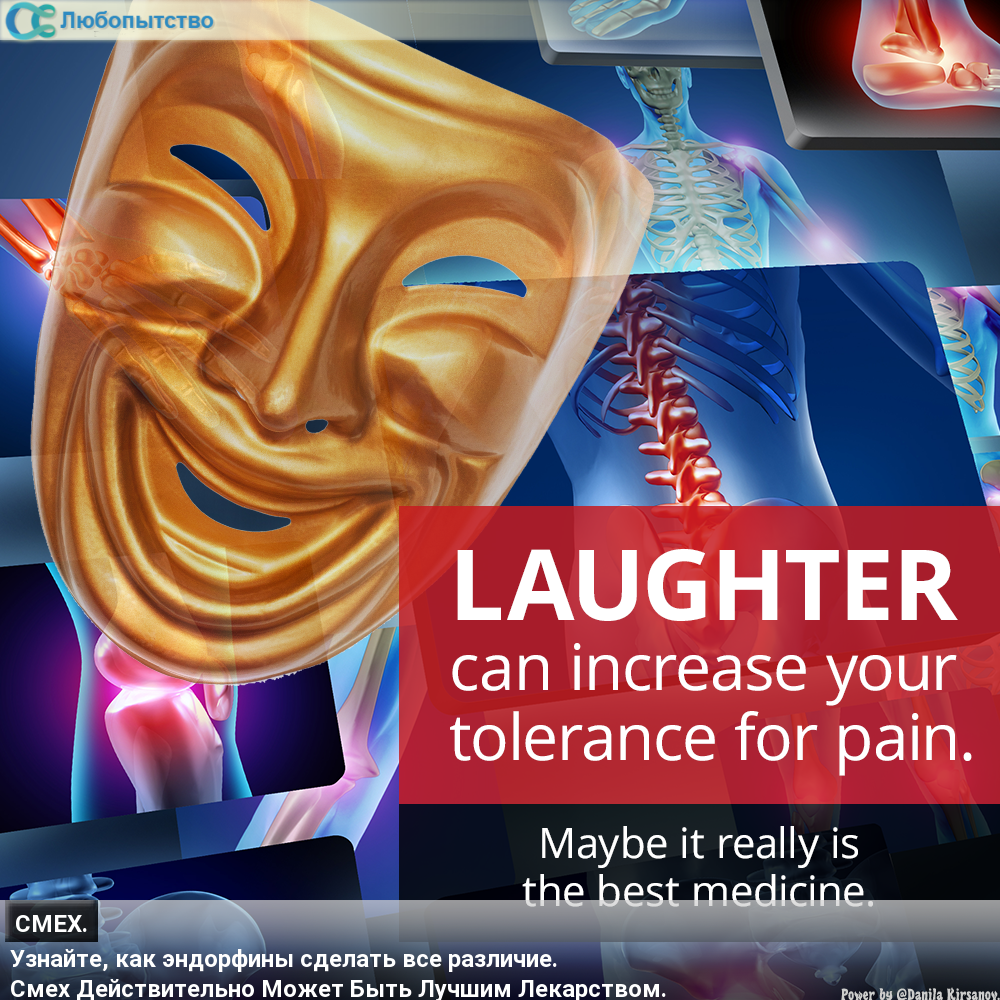 Любопытство
LAUGHTER
can increase your
tolerance for pain.
Maybe it really is
the best medicine.
СМЕХ.
Узнайте, как эндорфины сделать все различие.
Смех Действительно Может Быть Лучшим Лекарством.
Power by @Danila Kirsanov